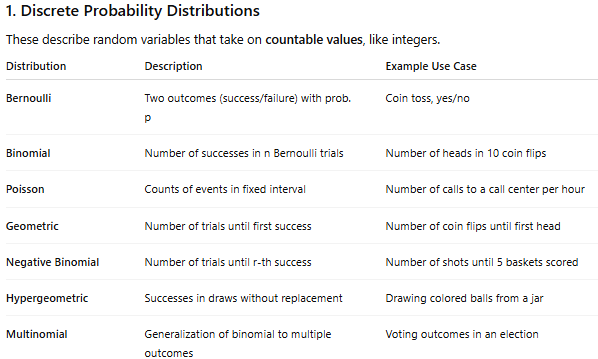 1. Discrete Probability Distributions
These describe random variables that take on countable values, like integers.
Distribution Description Example Use Case
Bernoulli Two outcomes (success/failure) with prob. Coin toss, yes/no
p
Binomial Number of successes in n Bernoulli trials Number of heads in 10 coin flips
Poisson Counts of events in fixed interval Number of calls to a call center per hour
Geometric Number of trials until first success Number of coin flips until first head
Negative Binomial Number of trials until r-th success Number of shots until 5 baskets scored
Hypergeometric Successes in draws without replacement Drawing colored balls from a jar
Multinomial Generalization of binomial to multiple Voting outcomes in an election
outcomes